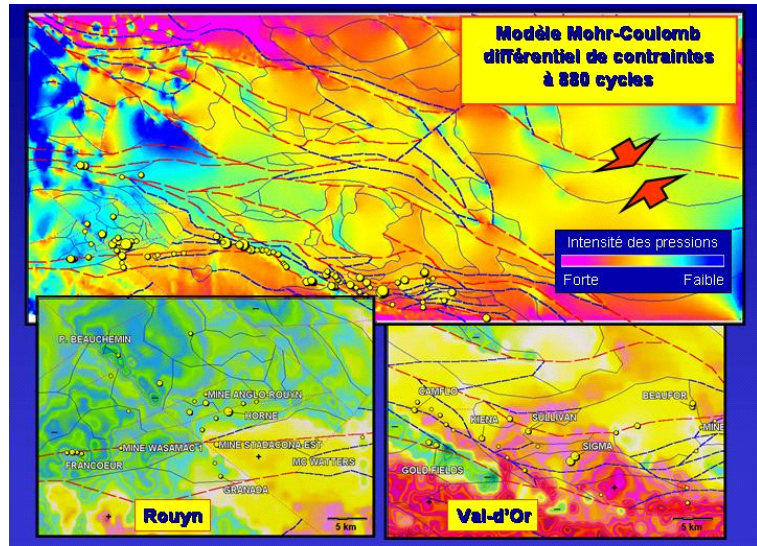 Modèle Mohr-Coulomb
différentiel de contraintes
à 880 cycles
Intensité des pressions
Forte Faible
P. BEAUCHEMIN
MINE ANGLO ROUYN
HORNE
MINE WASAMAC 1
MINE STADACONA EST
FRANCOEUR
MC WATTERS
GRANADA
Rouyn
5 km
CAMFLO
BEAUFOR
KIENA
SULLIVAN
MINE
SIGMA
GOLD FIELDS
Val-d'Or
5 km